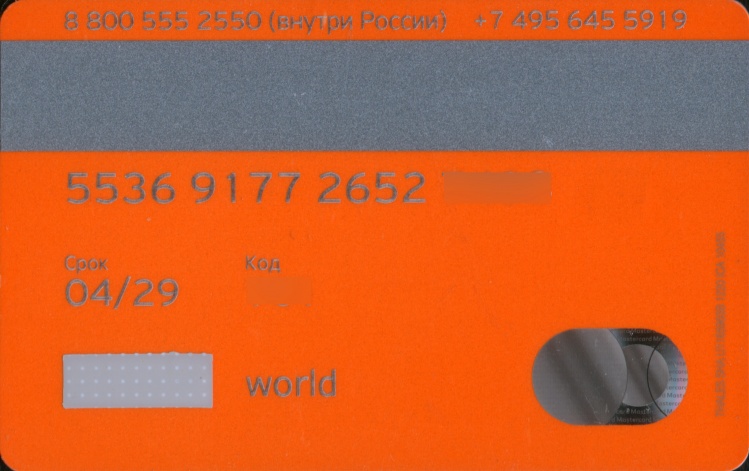 8 800 555 2550 (внутри России) +7 495 645 5919
5536 9177 2652
Срок Код
04/29
world